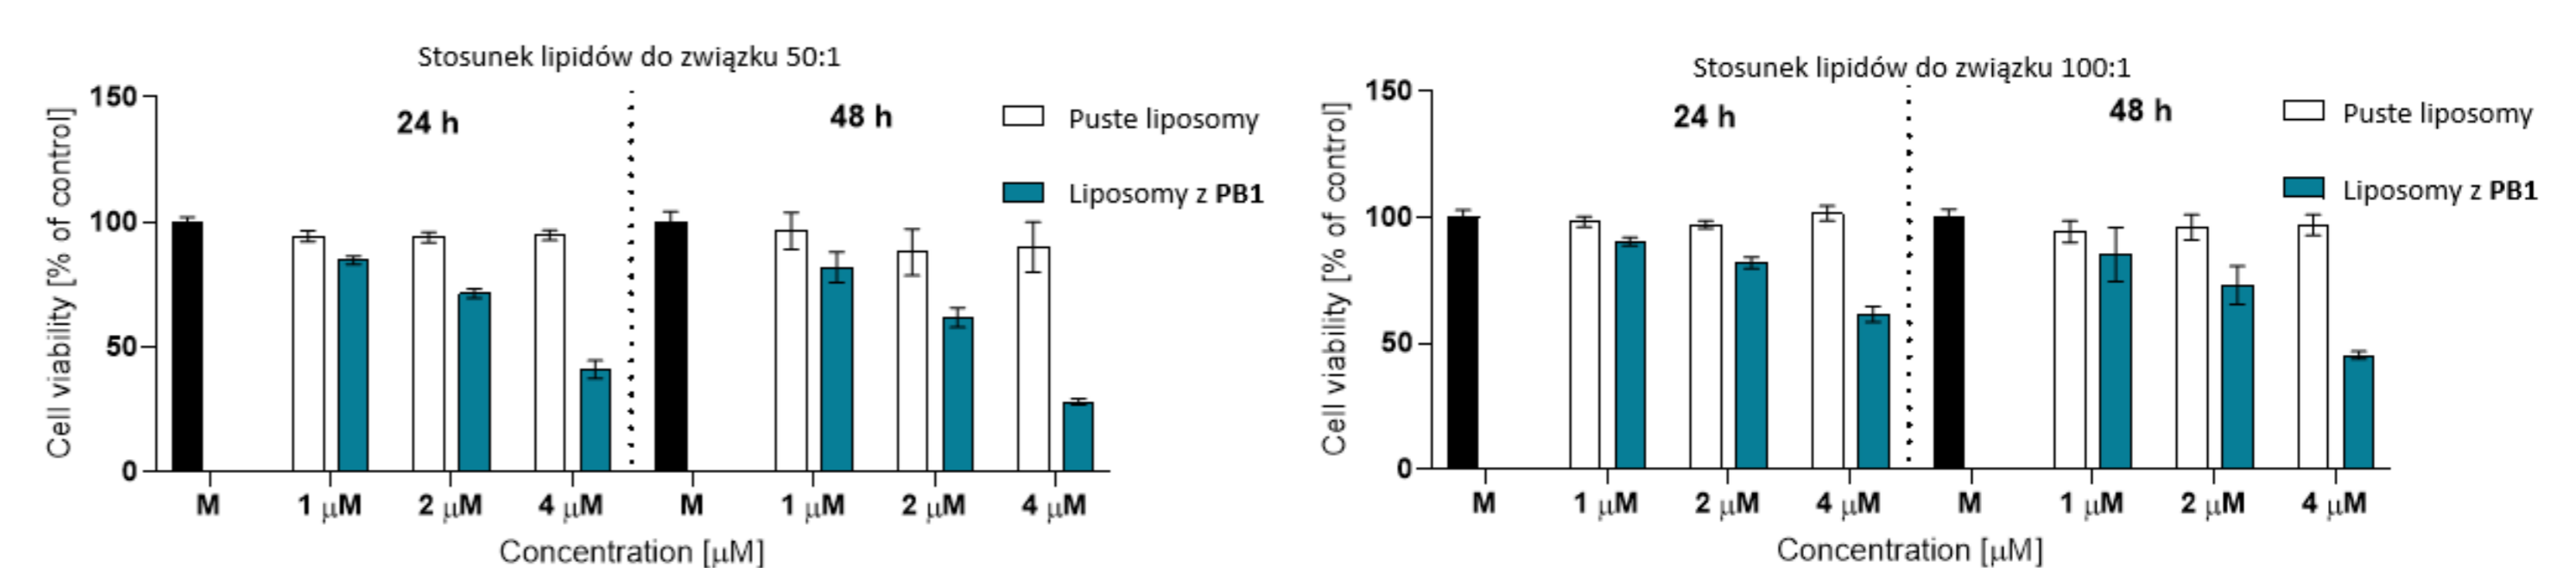 Stosunek lipidów do związku 50:1
Cell viability [% of control]
150
100
50
0
24 h
48 h
Puste liposomy
Liposomy z PB1
M 1 μM 2 μM 4 μM M 1 μM 2 μM 4 μM
Concentration [μM]
Stosunek lipidów do związku 100:1
Cell viability [% of control]
150
100
50
0
24 h
48 h
Puste liposomy
Liposomy z PB1
M 1 μM 2 μM 4 μM M 1 μM 2 μM 4 μM
Concentration [μM]